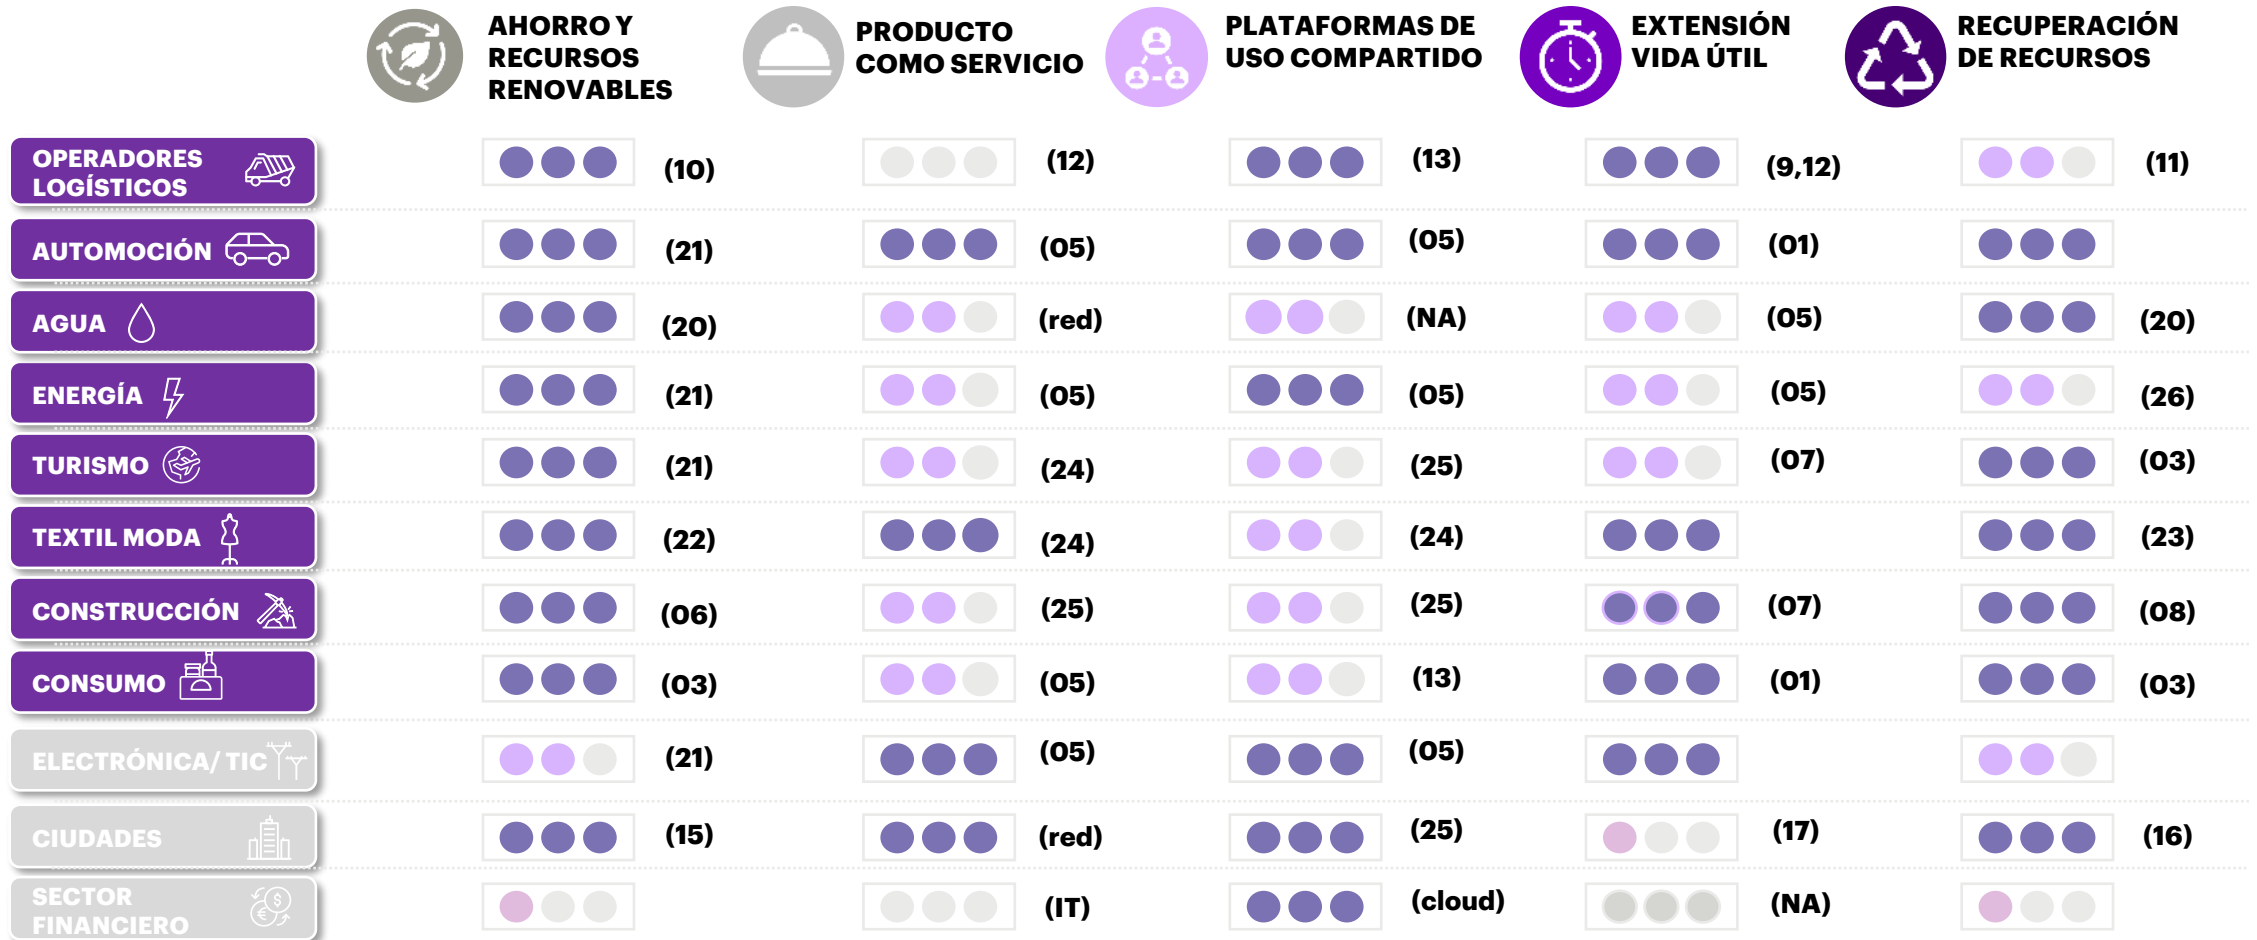 AHORRO Y
RECURSOS
RENOVABLES
PRODUCTO
COMO SERVICIO
PLATAFORMAS DE
USO COMPARTIDO
EXTENSIÓN
VIDA ÚTIL
RECUPERACIÓN
DE RECURSOS
OPERADORES
LOGÍSTICOS
(10)
(12)
(13)
(9,12)
(11)
AUTOMOCIÓN
(21)
(05)
(05)
(01)
AGUA
(20)
(red)
(NA)
(05)
(20)
ENERGÍA
(21)
(05)
(05)
(05)
(26)
TURISMO
(21)
(24)
(25)
(07)
(03)
TEXTIL MODA
(22)
(24)
(24)
(23)
CONSTRUCCIÓN
(06)
(25)
(25)
(07)
(08)
CONSUMO
(03)
(05)
(13)
(01)
(03)
ELECTRÓNICA/ TIC
(21)
(05)
(05)
CIUDADES
(15)
(red)
(25)
(17)
(16)
SECTOR
FINANCIERO
(IT)
(cloud)
(NA)